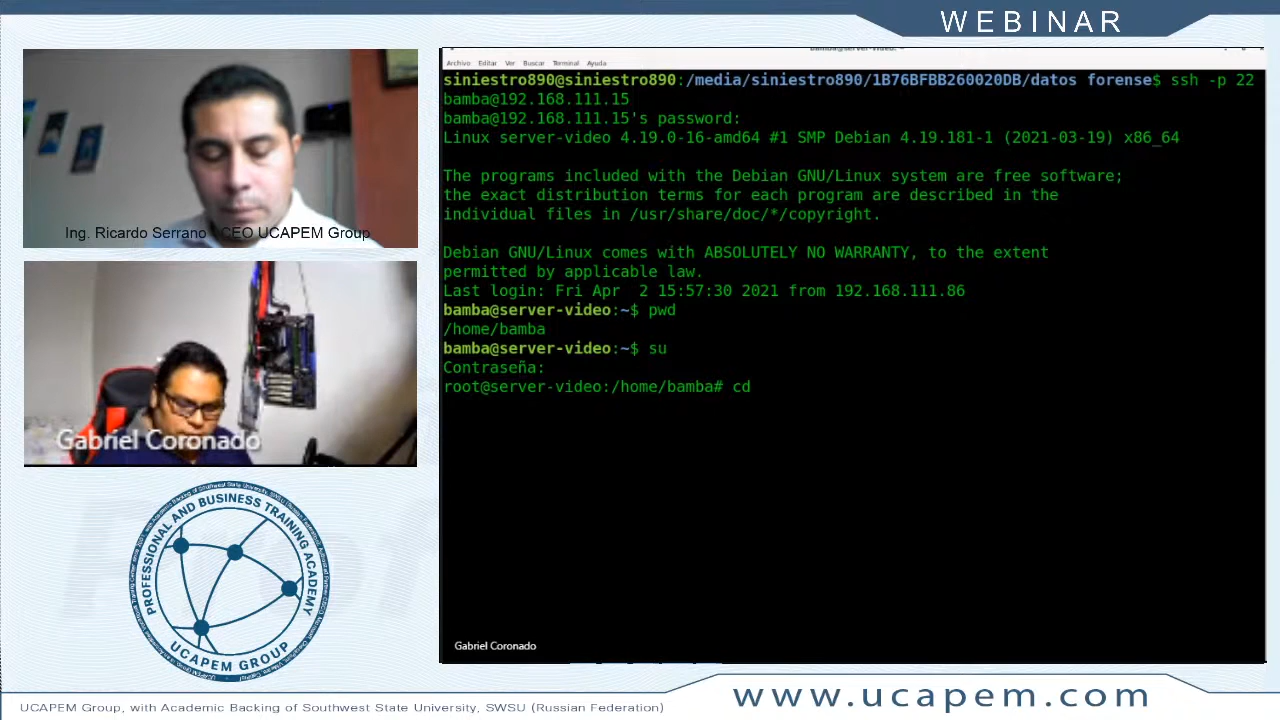 WEBINAR
Ing. Ricardo Serrano
CEO UCAPEM Group
Gabriel Coronado
PROFESSIONAL AND BUSINESS TRAINING ACADEMY
UCAPEM GROUP
Archivo Editar Ver Buscar Terminal Ayuda
siniestro890@siniestro890:/media/siniestro890/1B76BFBB260020DB/datos forense$ ssh -p 22
bamba@192.168.111.15
bamba@192.168.111.15's password:
Linux server-video 4.19.0-16-amd64 #1 SMP Debian 4.19.181-1 (2021-03-19) x86_64
The programs included with the Debian GNU/Linux system are free software;
the exact distribution terms for each program are described in the
individual files in /usr/share/doc/*/copyright.
Debian GNU/Linux comes with ABSOLUTELY NO WARRANTY, to the extent
permitted by applicable law.
Last login: Fri Apr  2 15:57:30 2021 from 192.168.111.86
bamba@server-video:~$ pwd
/home/bamba
bamba@server-video:~$ su
Contraseña:
root@server-video:/home/bamba# cd
Gabriel Coronado
UCAPEM Group, with Academic Backing of Southwest State University, SWSU (Russian Federation)
www.ucapem.com